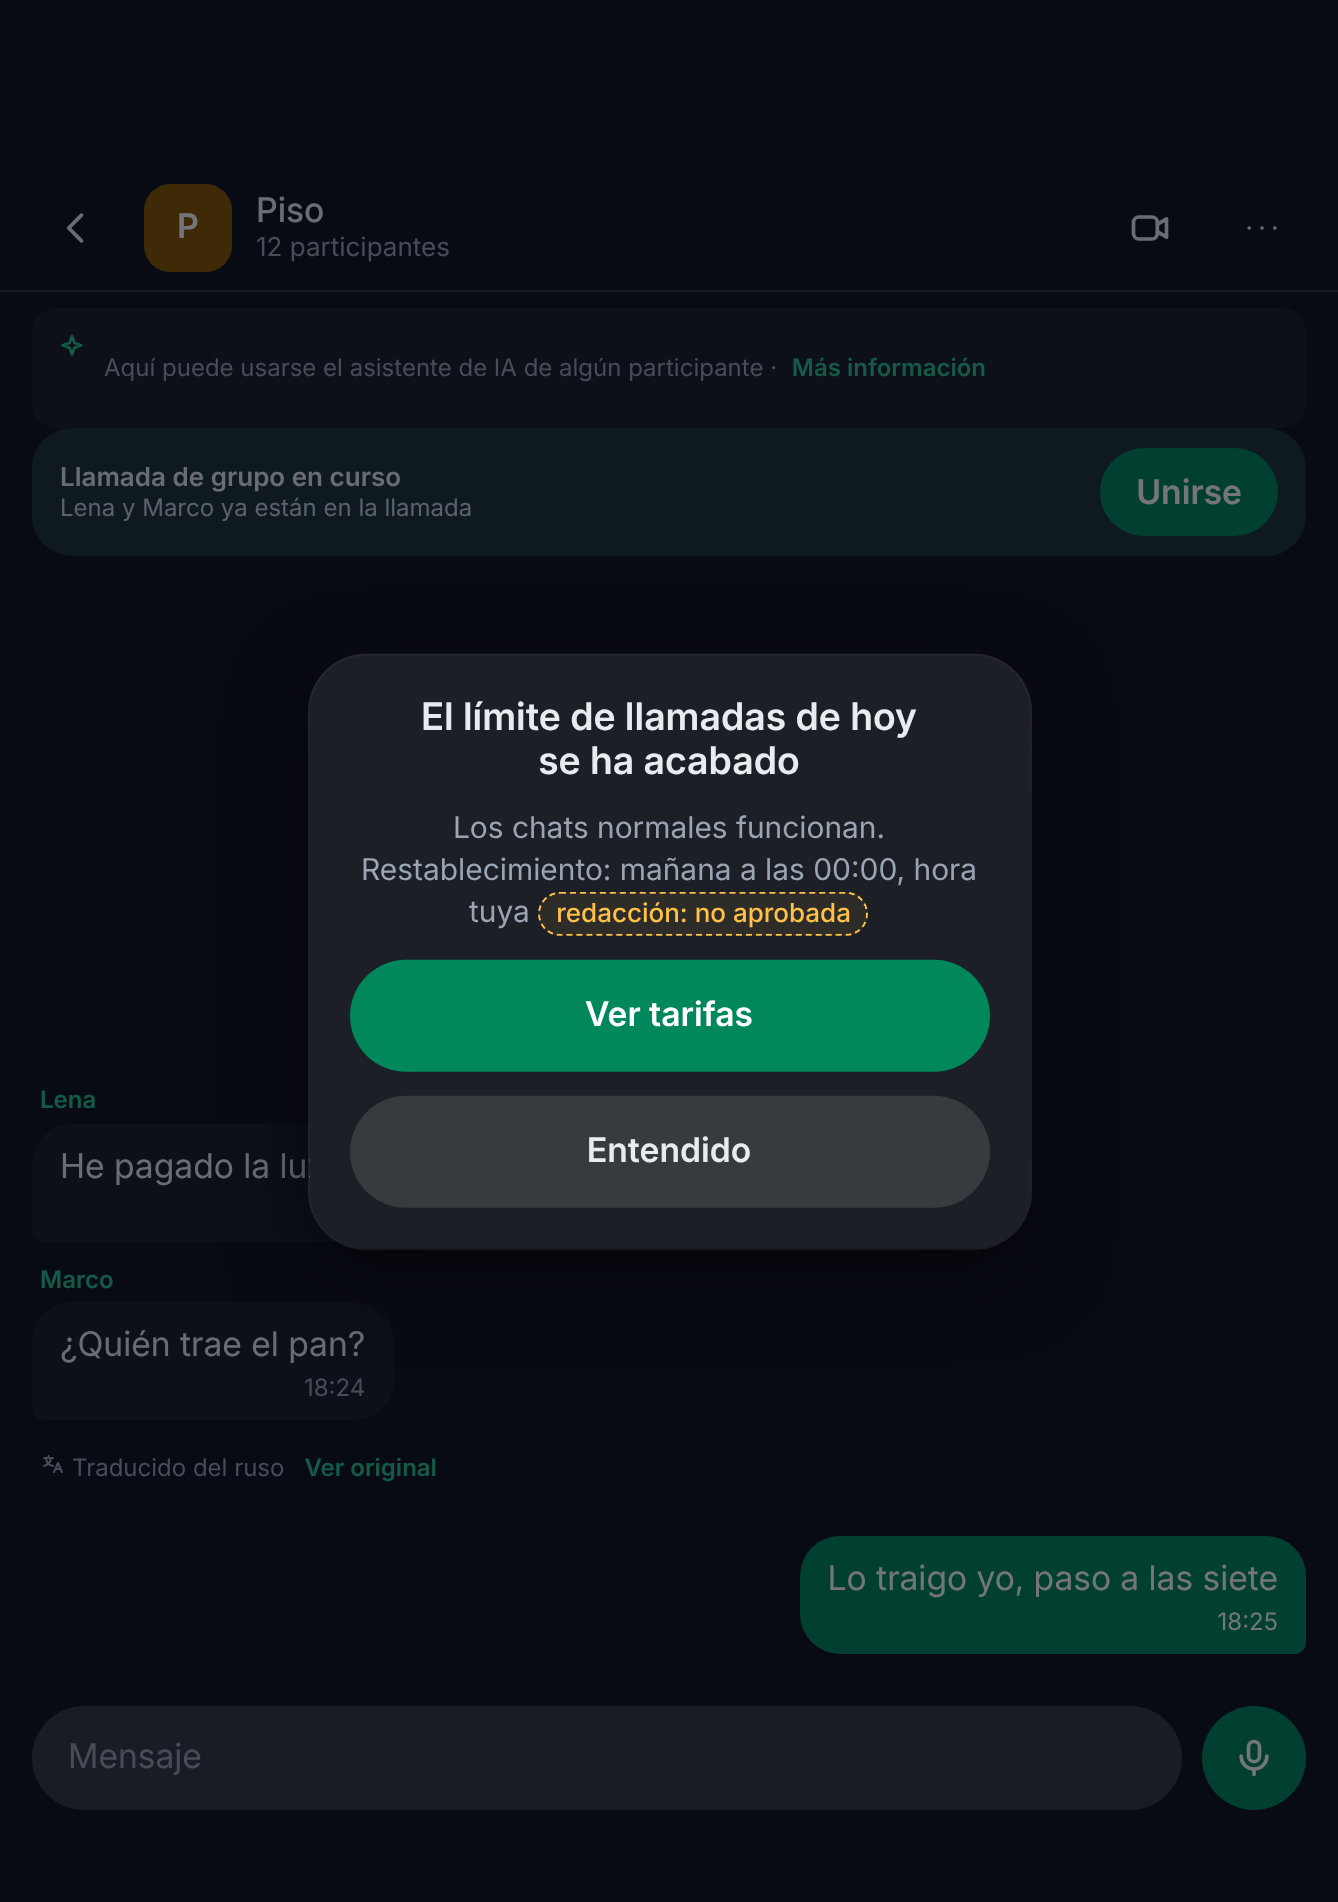 P
Piso
12 participantes
Aquí puede usarse el asistente de IA de algún participante · Más información
Llamada de grupo en curso
Lena y Marco ya están en la llamada
Unirse
El límite de llamadas de hoy
se ha acabado
Los chats normales funcionan.
Restablecimiento: mañana a las 00:00, hora
tuya redacción: no aprobada
Ver tarifas
Entendido
Lena
He pagado la
Marco
¿Quién trae el pan?
18:24
Traducido del ruso Ver original
Lo traigo yo, paso a las siete
18:25
Mensaje